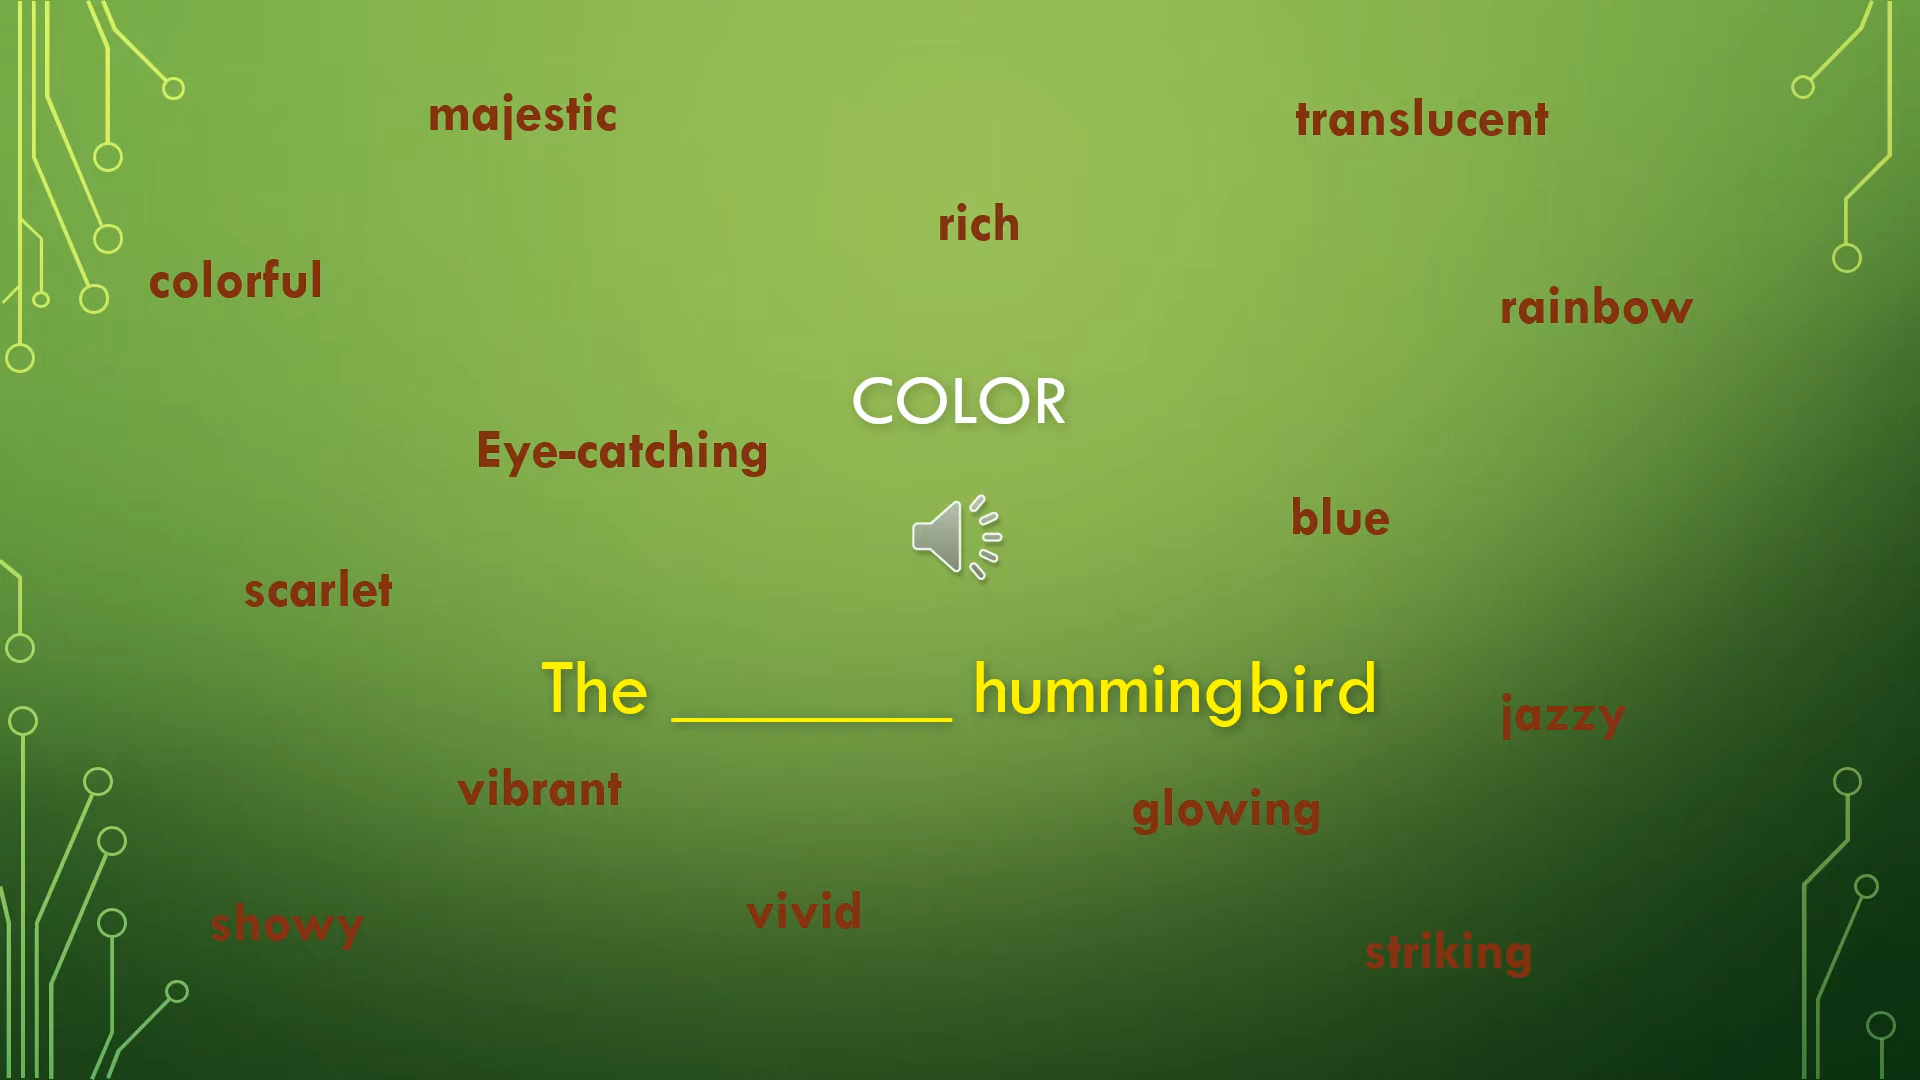 majestic
translucent
rich
colorful
rainbow
COLOR
Eye-catching
blue
scarlet
The ________ hummingbird
jazzy
vibrant
glowing
vivid
showy
striking